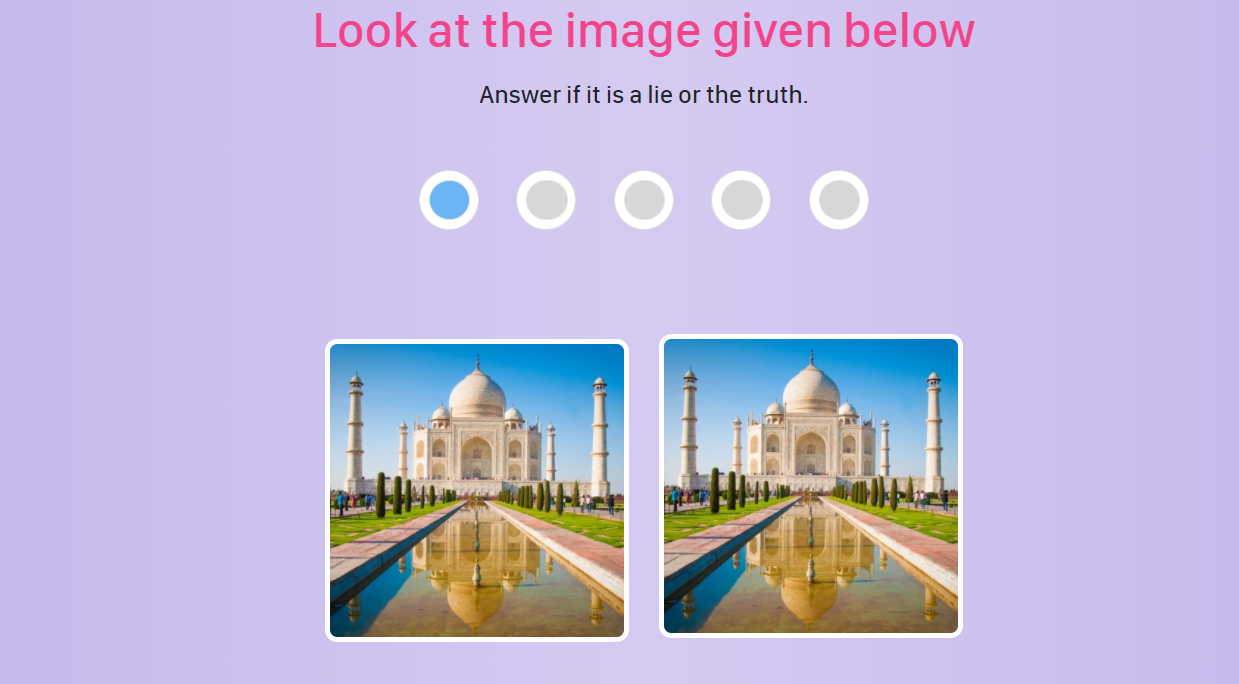 Look at the image given below
Answer if it is a lie or the truth.